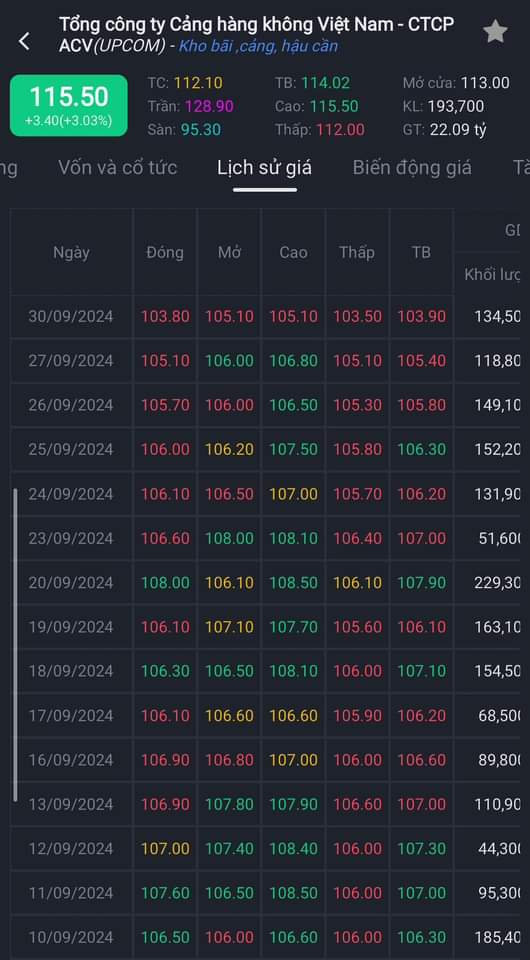 Tổng công ty Cảng hàng không Việt Nam - CTCP
ACV(UPCOM) - Kho bãi ,cảng, hậu cần
115.50
+3.40(+3.03%)
TC: 112.10 TB: 114.02 Mở cửa: 113.00
Trần: 128.90 Cao: 115.50 KL: 193,700
Sàn: 95.30 Thấp: 112.00 GT: 22.09 tỷ
ng Vốn và cổ tức Lịch sử giá Biến động giá Tà
Ngày Đóng Mở Cao Thấp TB
Khối lượ
30/09/2024 103.80 105.10 105.10 103.50 103.90 134,50
27/09/2024 105.10 106.00 106.80 105.10 105.40 118,80
26/09/2024 105.70 106.00 106.50 105.30 105.80 149,10
25/09/2024 106.00 106.20 107.50 105.80 106.30 152,20
24/09/2024 106.10 106.50 107.00 105.70 106.20 131,90
23/09/2024 106.60 108.00 108.10 106.40 107.00 51,600
20/09/2024 108.00 106.10 108.50 106.10 107.90 229,30
19/09/2024 106.10 107.10 107.70 105.60 106.10 163,10
18/09/2024 106.30 106.50 108.10 106.00 107.10 154,50
17/09/2024 106.10 106.60 106.60 105.90 106.20 68,500
16/09/2024 106.90 106.80 107.00 106.00 106.60 89,800
13/09/2024 106.90 107.80 107.90 106.60 107.00 110,90
12/09/2024 107.00 107.40 108.40 106.00 107.30 44,300
11/09/2024 107.60 106.50 108.50 106.00 107.00 95,300
10/09/2024 106.50 106.00 106.60 106.00 106.30 185,40